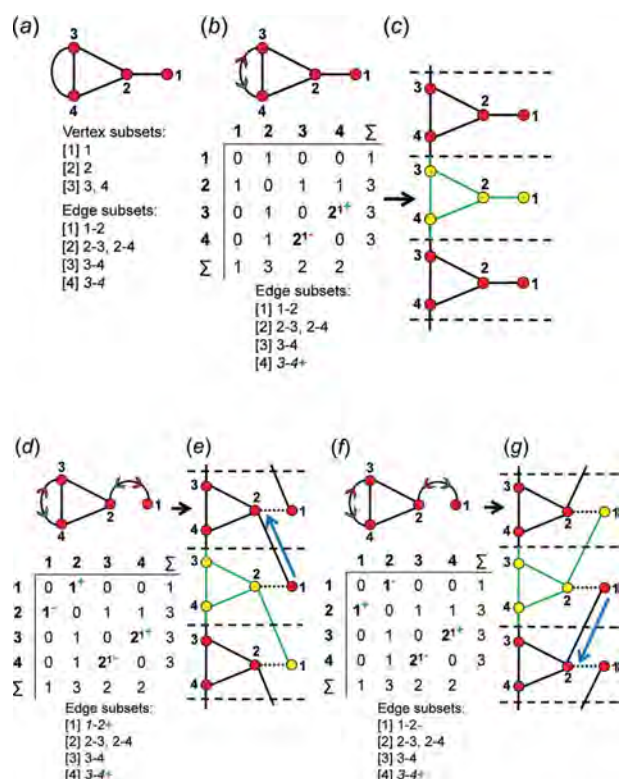 (a)
3
2
1
4
Vertex subsets:
[1] 1
[2] 2
[3] 3, 4
Edge subsets:
[1] 1-2
[2] 2-3, 2-4
[3] 3-4
[4] 3-4
(b)
3
2
1
4
1 2 3 4 Σ
1 0 1 0 0 1
2 1 0 1 1 3
3 0 1 0 2¹⁺ 3
4 0 1 2¹⁻ 0 3
Σ 1 3 2 2
Edge subsets:
[1] 1-2
[2] 2-3, 2-4
[3] 3-4
[4] 3-4+
(c)
3
2
1
4
3
2
1
4
3
2
1
4
(d)
3
2
1
4
1 2 3 4 Σ
1 0 1⁺ 0 0 1
2 1⁻ 0 1 1 3
3 0 1 0 2¹⁺ 3
4 0 1 2¹⁻ 0 3
Σ 1 3 2 2
Edge subsets:
[1] 1-2+
[2] 2-3, 2-4
[3] 3-4
[4] 3-4+
(e)
3
2
1
4
3
2
1
4
3
2
1
4
(f)
3
2
1
4
1 2 3 4 Σ
1 0 1⁻ 0 0 1
2 1⁺ 0 1 1 3
3 0 1 0 2¹⁺ 3
4 0 1 2¹⁻ 0 3
Σ 1 3 2 2
Edge subsets:
[1] 1-2-
[2] 2-3, 2-4
[3] 3-4
[4] 3-4+
(g)
3
2
1
4
3
2
1
4
3
2
1
4